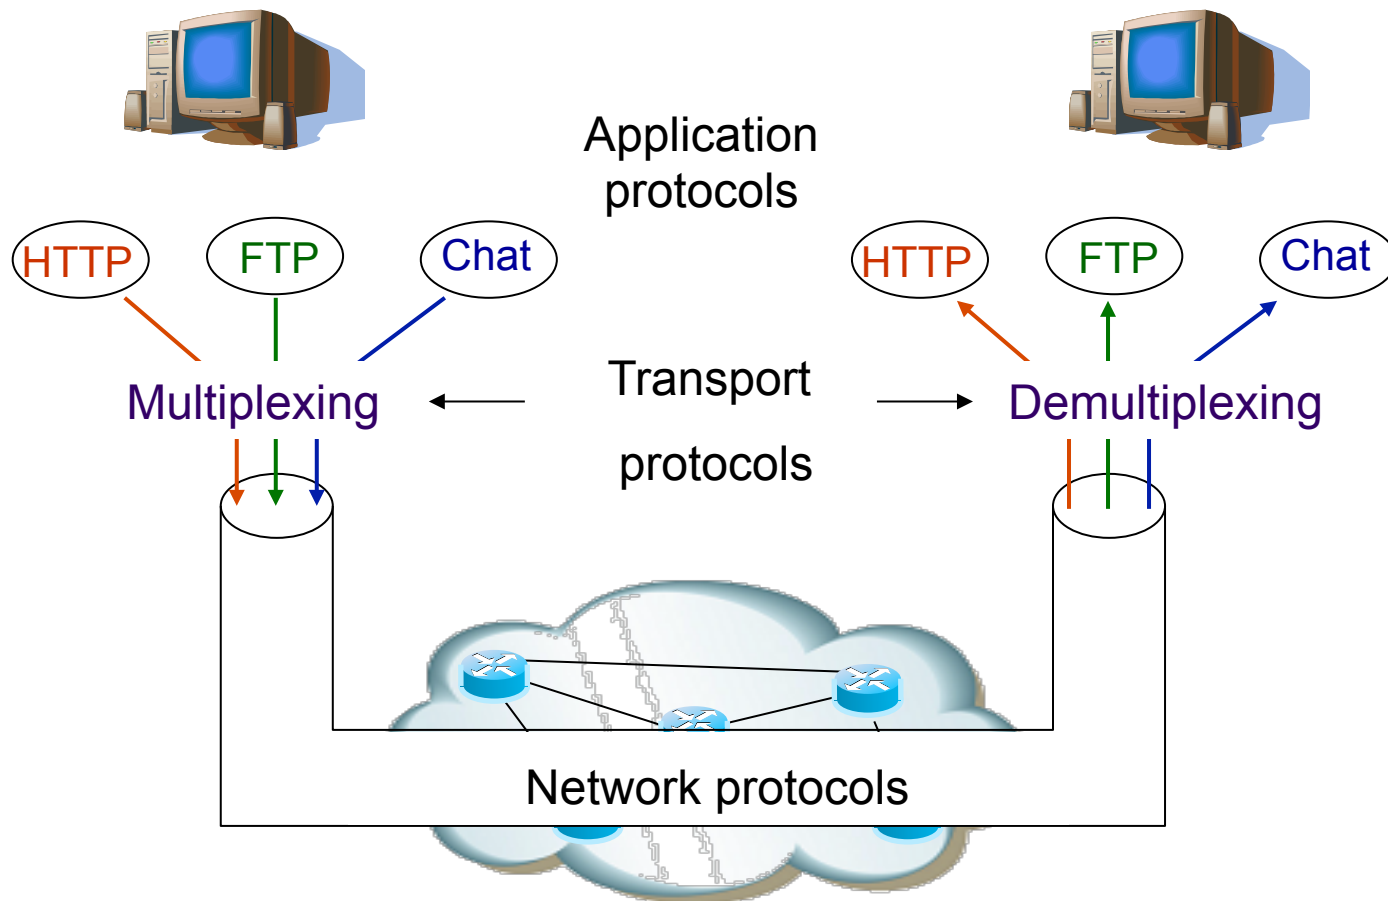 Application
protocols
HTTP FTP Chat
HTTP FTP Chat
Multiplexing
Transport
protocols
Demultiplexing
Network protocols